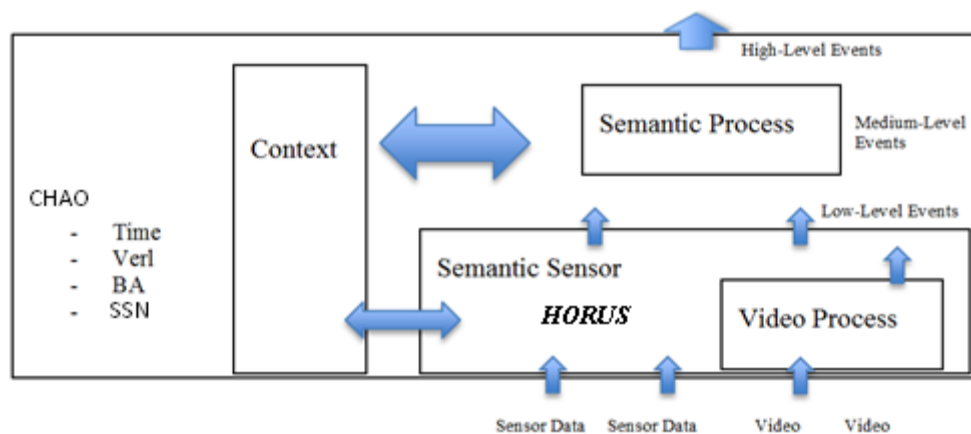 High-Level Events
Semantic Process
Medium-Level
Events
Context
CHAO
- Time
- Verl
- BA
- SSN
Low-Level Events
Semantic Sensor
HORUS
Video Process
Sensor Data Sensor Data Video Video